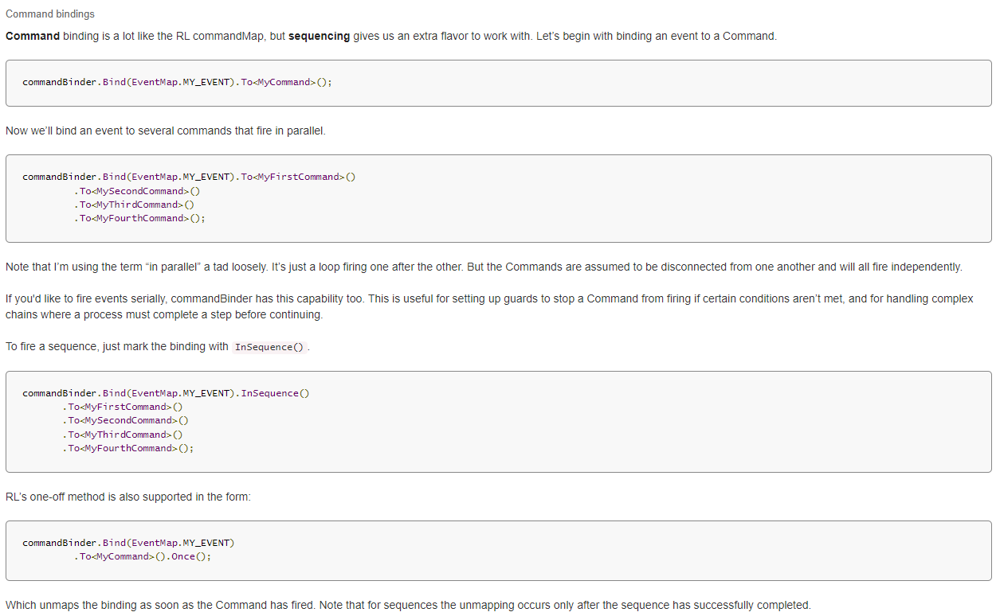 Command bindings
Command binding is a lot like the RL commandMap, but sequencing gives us an extra flavor to work with. Let’s begin with binding an event to a Command.
commandBinder.Bind(EventMap.MY_EVENT).To<MyCommand>();
Now we’ll bind an event to several commands that fire in parallel.
commandBinder.Bind(EventMap.MY_EVENT).To<MyFirstCommand>()
.To<MySecondCommand>()
.To<MyThirdCommand>()
.To<MyFourthCommand>();
Note that I’m using the term “in parallel” a tad loosely. It’s just a loop firing one after the other. But the Commands are assumed to be disconnected from one another and will all fire independently.
If you'd like to fire events serially, commandBinder has this capability too. This is useful for setting up guards to stop a Command from firing if certain conditions aren’t met, and for handling complex
chains where a process must complete a step before continuing.
To fire a sequence, just mark the binding with InSequence() .
commandBinder.Bind(EventMap.MY_EVENT).InSequence()
.To<MyFirstCommand>()
.To<MySecondCommand>()
.To<MyThirdCommand>()
.To<MyFourthCommand>();
RL’s one-off method is also supported in the form:
commandBinder.Bind(EventMap.MY_EVENT)
.To<MyCommand>().Once();
Which unmaps the binding as soon as the Command has fired. Note that for sequences the unmapping occurs only after the sequence has successfully completed.